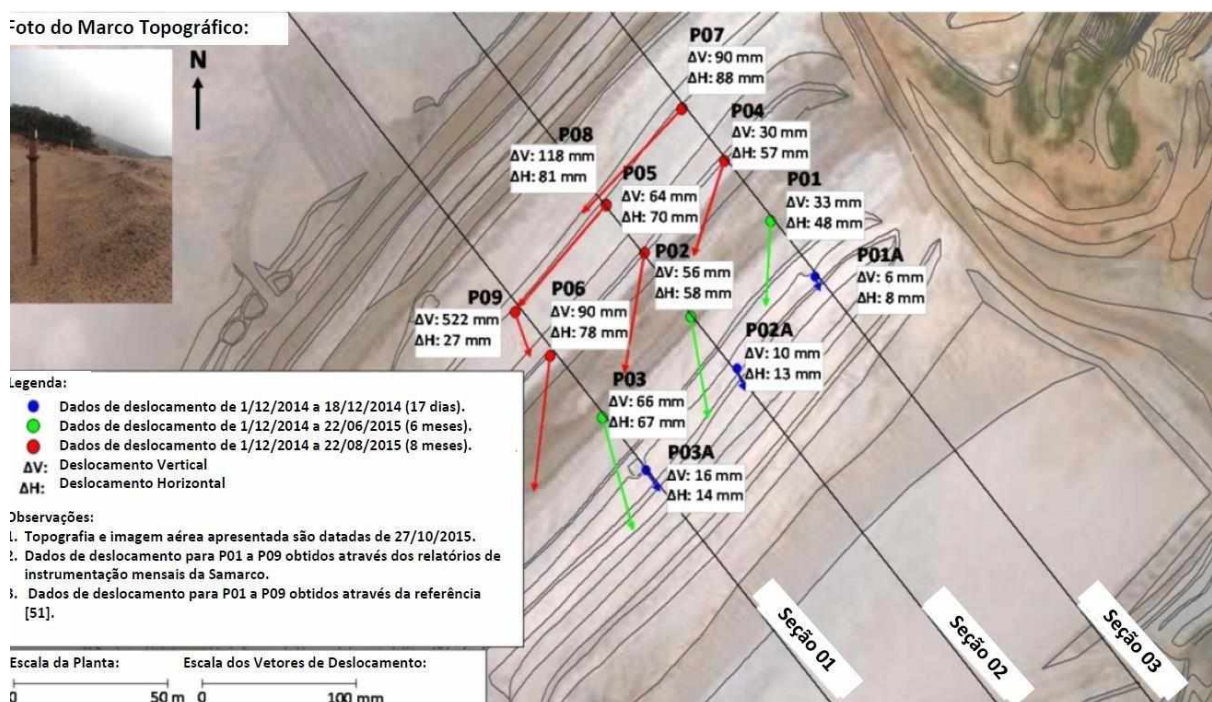 Foto do Marco Topográfico:
N
P07
ΔV: 90 mm
ΔH: 88 mm
P04
ΔV: 30 mm
ΔH: 57 mm
P08
ΔV: 118 mm
ΔH: 81 mm
P05
ΔV: 64 mm
ΔH: 70 mm
P01
ΔV: 33 mm
ΔH: 48 mm
P02
ΔV: 56 mm
ΔH: 58 mm
P01A
ΔV: 6 mm
ΔH: 8 mm
P09
ΔV: 522 mm
ΔH: 27 mm
P06
ΔV: 90 mm
ΔH: 78 mm
P02A
ΔV: 10 mm
ΔH: 13 mm
P03
ΔV: 66 mm
ΔH: 67 mm
P03A
ΔV: 16 mm
ΔH: 14 mm
Legenda:
Dados de deslocamento de 1/12/2014 a 18/12/2014 (17 dias).
Dados de deslocamento de 1/12/2014 a 22/06/2015 (6 meses).
Dados de deslocamento de 1/12/2014 a 22/08/2015 (8 meses).
ΔV: Deslocamento Vertical
ΔH: Deslocamento Horizontal
Observações:
1. Topografia e imagem aérea apresentada são datadas de 27/10/2015.
2. Dados de deslocamento para P01 a P09 obtidos através dos relatórios de
instrumentação mensais da Samarco.
3. Dados de deslocamento para P01 a P09 obtidos através da referência
[51].
Seção 01
Seção 02
Seção 03
Escala da Planta: Escala dos Vetores de Deslocamento:
0 50 m 0 100 mm